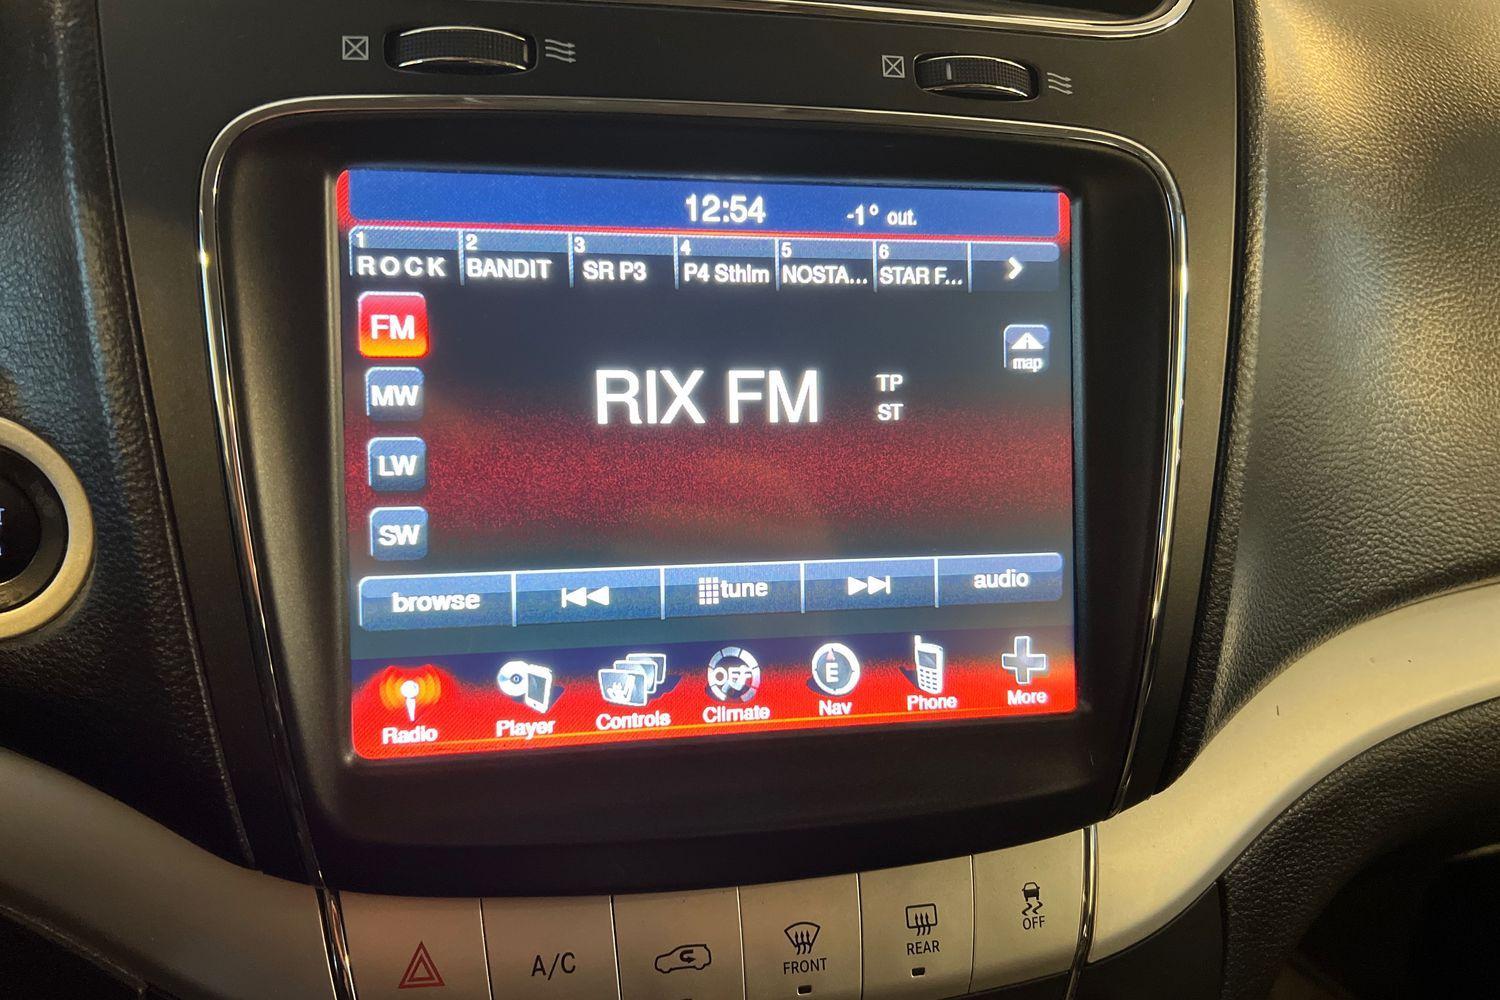 12:54
-1° out.
1 ROCK
2 BANDIT
3 SR P3
4 P4 Sthlm
5 NOSTA...
6 STAR F...
FM
map
RIX FM
TP
ST
MW
LW
SW
browse
tune
audio
OFF
E
Radio
Player
Controls
Climate
Nav
Phone
More
A/C
FRONT
REAR
OFF